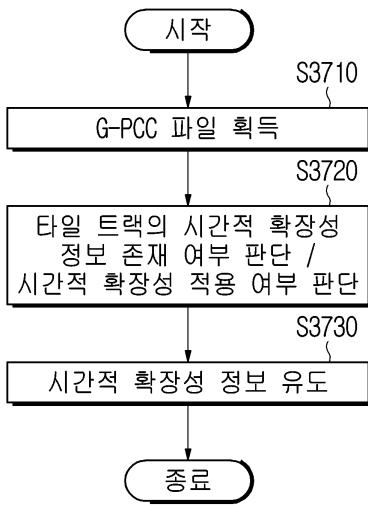 시작
S3710
G-PCC 파일 획득
S3720
타일 트랙의 시간적 확장성
정보 존재 여부 판단 /
시간적 확장성 적용 여부 판단
S3730
시간적 확장성 정보 유도
종료